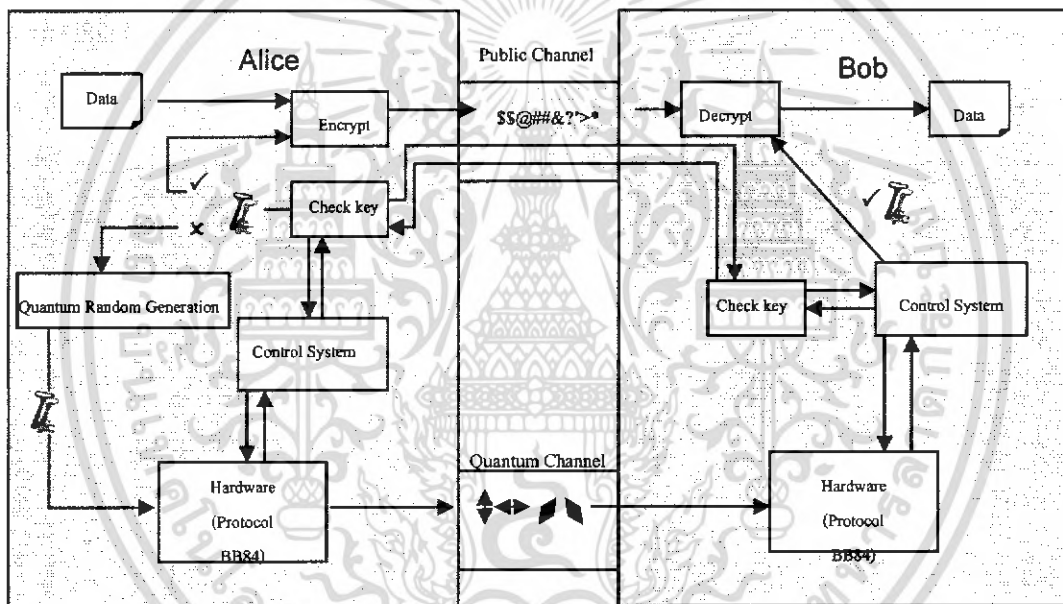 Alice
Public Channel
Bob
Data
Encrypt
$$@##&?'>*
Decrypt
Data
✓
Check key
×
✓
Quantum Random Generation
Control System
Check key
Control System
Quantum Channel
Hardware
(Protocol
BB84)
Hardware
(Protocol
BB84)